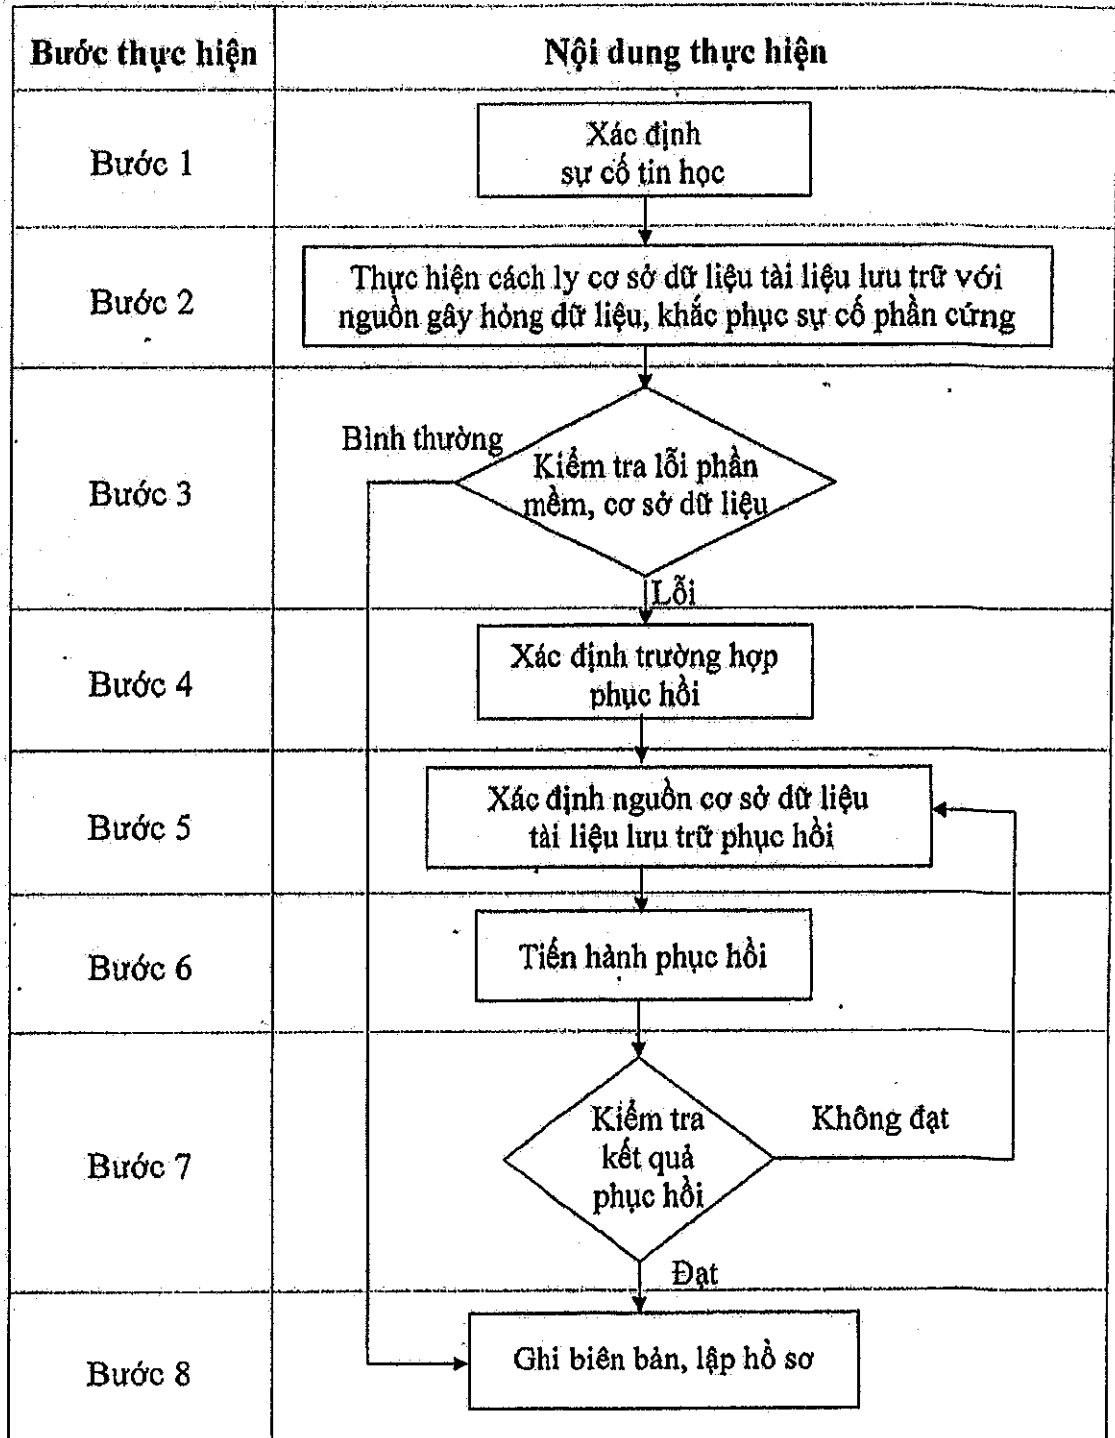 Bước thực hiện
Nội dung thực hiện
Bước 1
Xác định
sự cố tin học
Bước 2
Thực hiện cách ly cơ sở dữ liệu tài liệu lưu trữ với
nguồn gây hỏng dữ liệu, khắc phục sự cố phần cứng
Bước 3
Bình thường
Kiểm tra lỗi phần
mềm, cơ sở dữ liệu
Lỗi
Bước 4
Xác định trường hợp
phục hồi
Bước 5
Xác định nguồn cơ sở dữ liệu
tài liệu lưu trữ phục hồi
Bước 6
Tiến hành phục hồi
Bước 7
Kiểm tra
kết quả
phục hồi
Không đạt
Đạt
Bước 8
Ghi biên bản, lập hồ sơ